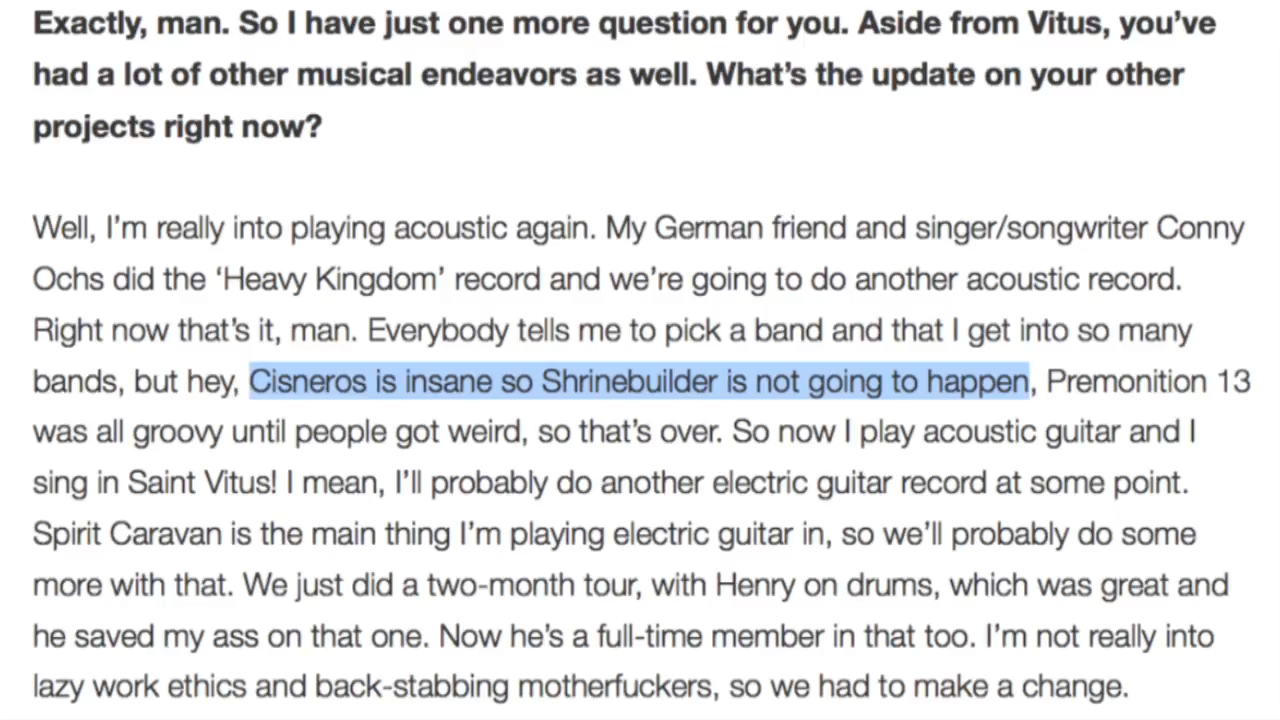 Exactly, man. So I have just one more question for you. Aside from Vitus, you’ve
had a lot of other musical endeavors as well. What’s the update on your other
projects right now?
Well, I’m really into playing acoustic again. My German friend and singer/songwriter Conny
Ochs did the ‘Heavy Kingdom’ record and we’re going to do another acoustic record.
Right now that’s it, man. Everybody tells me to pick a band and that I get into so many
bands, but hey, Cisneros is insane so Shrinebuilder is not going to happen, Premonition 13
was all groovy until people got weird, so that’s over. So now I play acoustic guitar and I
sing in Saint Vitus! I mean, I’ll probably do another electric guitar record at some point.
Spirit Caravan is the main thing I’m playing electric guitar in, so we’ll probably do some
more with that. We just did a two-month tour, with Henry on drums, which was great and
he saved my ass on that one. Now he’s a full-time member in that too. I’m not really into
lazy work ethics and back-stabbing motherfuckers, so we had to make a change.